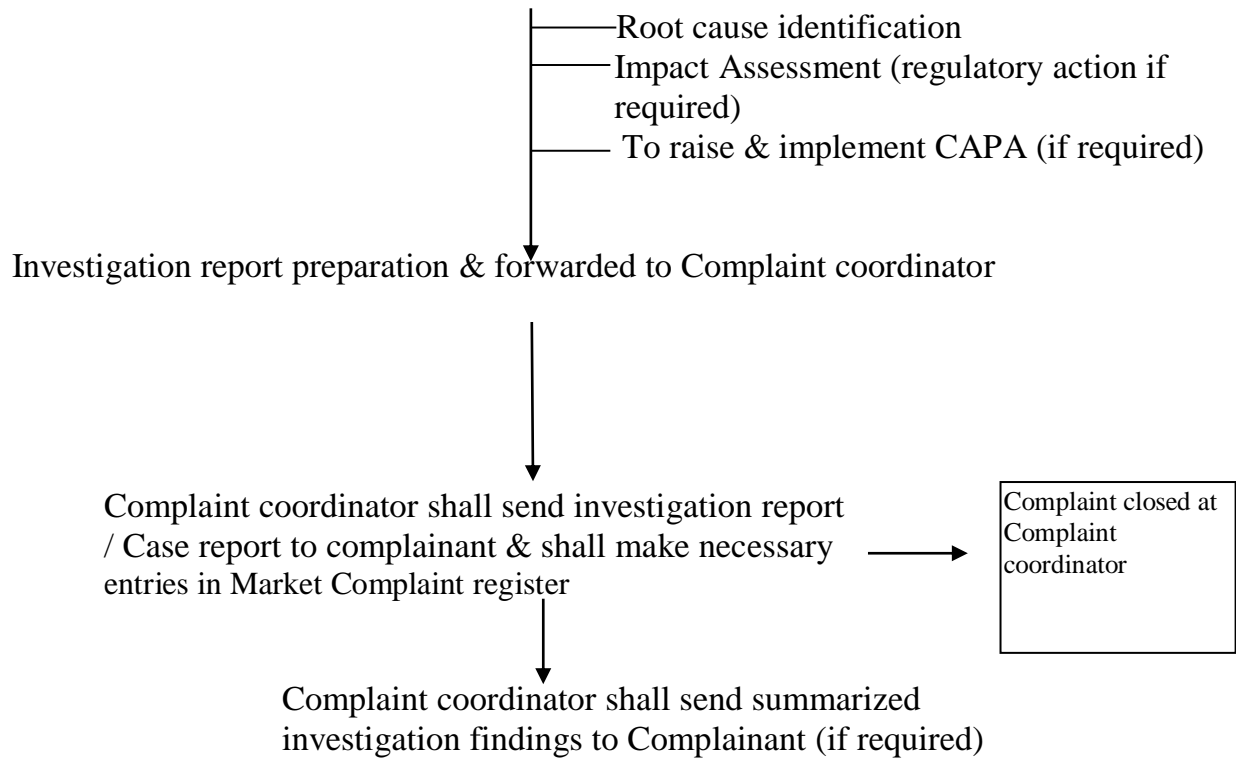 Root cause identification
Impact Assessment (regulatory action if
required)
To raise & implement CAPA (if required)
Investigation report preparation & forwarded to Complaint coordinator
Complaint coordinator shall send investigation report
/ Case report to complainant & shall make necessary
entries in Market Complaint register
Complaint closed at
Complaint
coordinator
Complaint coordinator shall send summarized
investigation findings to Complainant (if required)